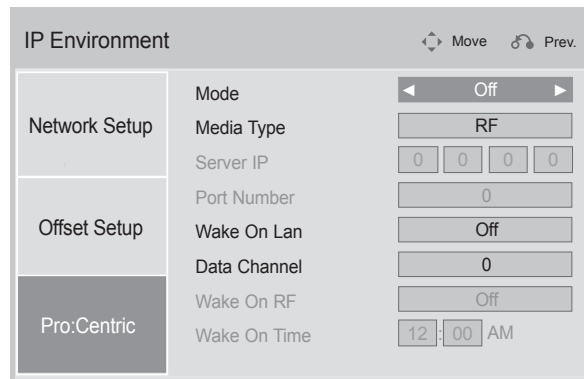 IP Environment
Move Prev.
Network Setup
Offset Setup
Pro:Centric
Mode ◄ Off ►
Media Type RF
Server IP 0 0 0 0
Port Number 0
Wake On Lan Off
Data Channel 0
Wake On RF Off
Wake On Time 12 : 00 AM